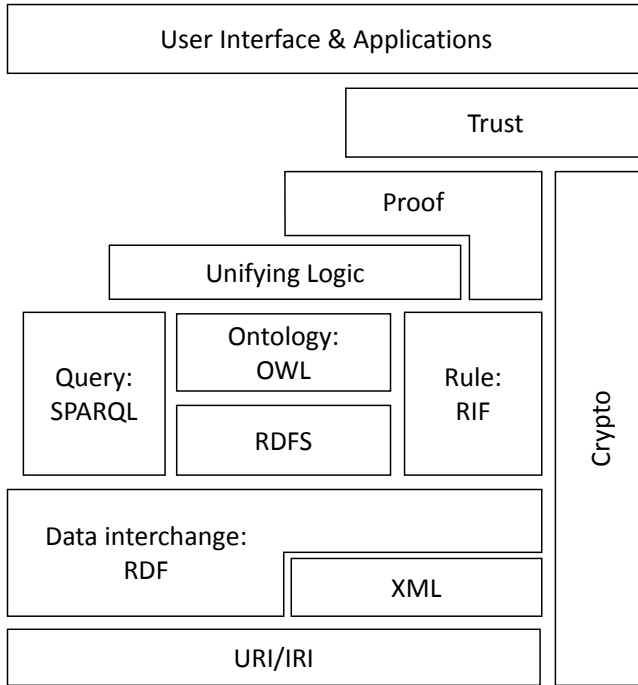 User Interface & Applications
Trust
Proof
Unifying Logic
Query:
SPARQL
Ontology:
OWL
RDFS
Rule:
RIF
Crypto
Data interchange:
RDF
XML
URI/IRI